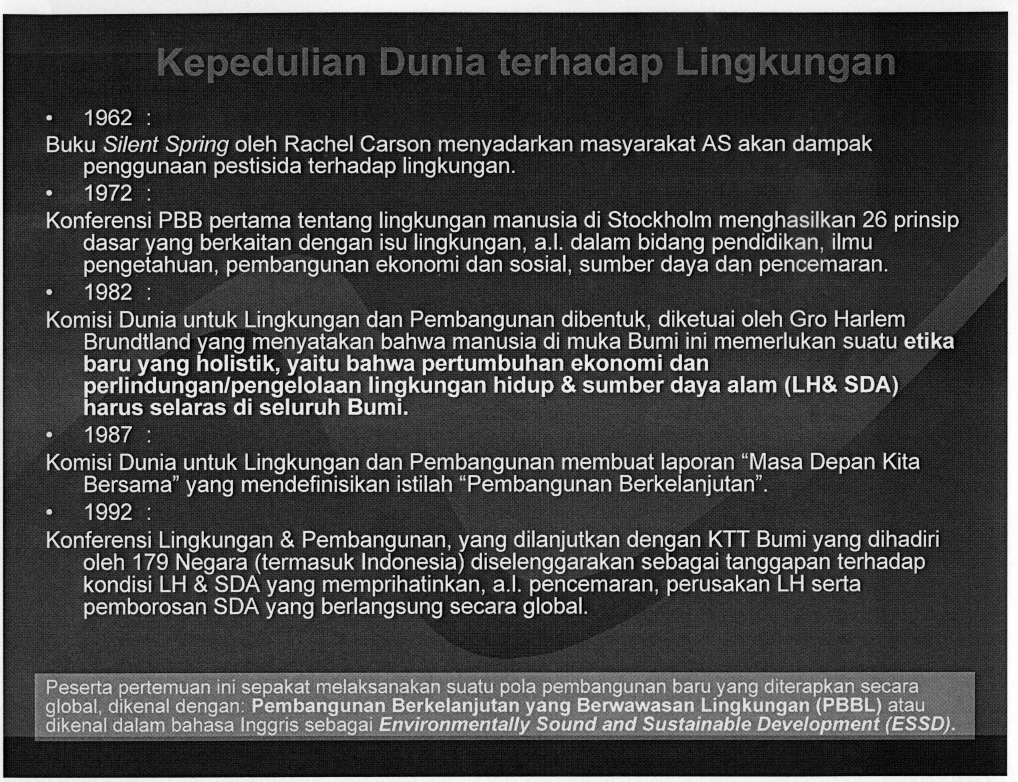 Kepedulian Dunia terhadap Lingkungan
• 1962 :
Buku Silent Spring oleh Rachel Carson menyadarkan masyarakat AS akan dampak
penggunaan pestisida terhadap lingkungan.
• 1972 :
Konferensi PBB pertama tentang lingkungan manusia di Stockholm menghasilkan 26 prinsip
dasar yang berkaitan dengan isu lingkungan, a.l. dalam bidang pendidikan, ilmu
pengetahuan, pembangunan ekonomi dan sosial, sumber daya dan pencemaran.
• 1982 :
Komisi Dunia untuk Lingkungan dan Pembangunan dibentuk, diketuai oleh Gro Harlem
Brundtland yang menyatakan bahwa manusia di muka Bumi ini memerlukan suatu etika
baru yang holistik, yaitu bahwa pertumbuhan ekonomi dan
perlindungan/pengelolaan lingkungan hidup & sumber daya alam (LH& SDA)
harus selaras di seluruh Bumi.
• 1987 :
Komisi Dunia untuk Lingkungan dan Pembangunan membuat laporan “Masa Depan Kita
Bersama” yang mendefinisikan istilah “Pembangunan Berkelanjutan”.
• 1992 :
Konferensi Lingkungan & Pembangunan, yang dilanjutkan dengan KTT Bumi yang dihadiri
oleh 179 Negara (termasuk Indonesia) diselenggarakan sebagai tanggapan terhadap
kondisi LH & SDA yang memprihatinkan, a.l. pencemaran, perusakan LH serta
pemborosan SDA yang berlangsung secara global.
Peserta pertemuan ini sepakat melaksanakan suatu pola pembangunan baru yang diterapkan secara
global, dikenal dengan: Pembangunan Berkelanjutan yang Berwawasan Lingkungan (PBBL) atau
dikenal dalam bahasa Inggris sebagai Environmentally Sound and Sustainable Development (ESSD).